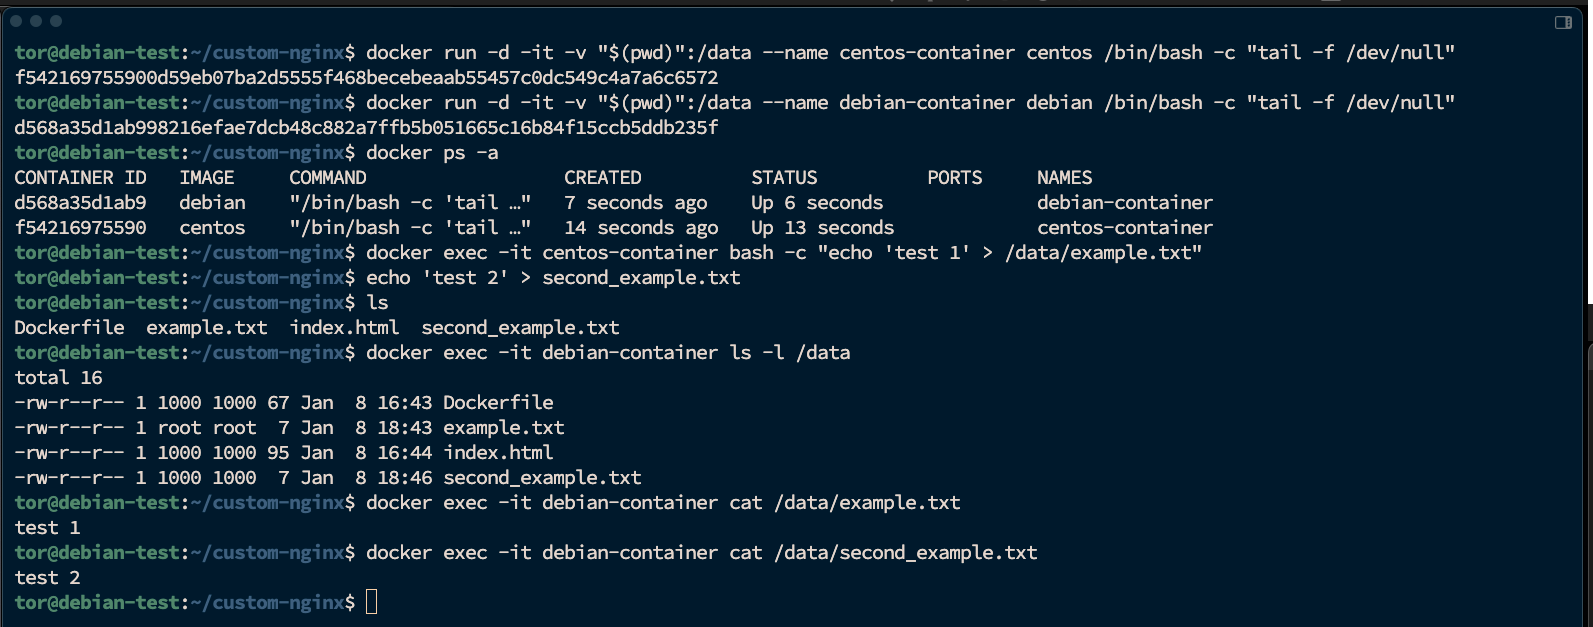 tor@debian-test:~/custom-nginx$ docker run -d -it -v "$(pwd)":/data --name centos-container centos /bin/bash -c "tail -f /dev/null"
f542169755900d59eb07ba2d5555f468becebeaab55457c0dc549c4a7a6c6572
tor@debian-test:~/custom-nginx$ docker run -d -it -v "$(pwd)":/data --name debian-container debian /bin/bash -c "tail -f /dev/null"
d568a35d1ab998216efae7dcb48c882a7ffb5b051665c16b84f15ccb5ddb235f
tor@debian-test:~/custom-nginx$ docker ps -a
CONTAINER ID   IMAGE     COMMAND                  CREATED          STATUS          PORTS     NAMES
d568a35d1ab9   debian    "/bin/bash -c 'tail …"   7 seconds ago    Up 6 seconds              debian-container
f54216975590   centos    "/bin/bash -c 'tail …"   14 seconds ago   Up 13 seconds             centos-container
tor@debian-test:~/custom-nginx$ docker exec -it centos-container bash -c "echo 'test 1' > /data/example.txt"
tor@debian-test:~/custom-nginx$ echo 'test 2' > second_example.txt
tor@debian-test:~/custom-nginx$ ls
Dockerfile  example.txt  index.html  second_example.txt
tor@debian-test:~/custom-nginx$ docker exec -it debian-container ls -l /data
total 16
-rw-r--r-- 1 1000 1000 67 Jan  8 16:43 Dockerfile
-rw-r--r-- 1 root root  7 Jan  8 18:43 example.txt
-rw-r--r-- 1 1000 1000 95 Jan  8 16:44 index.html
-rw-r--r-- 1 1000 1000  7 Jan  8 18:46 second_example.txt
tor@debian-test:~/custom-nginx$ docker exec -it debian-container cat /data/example.txt
test 1
tor@debian-test:~/custom-nginx$ docker exec -it debian-container cat /data/second_example.txt
test 2
tor@debian-test:~/custom-nginx$